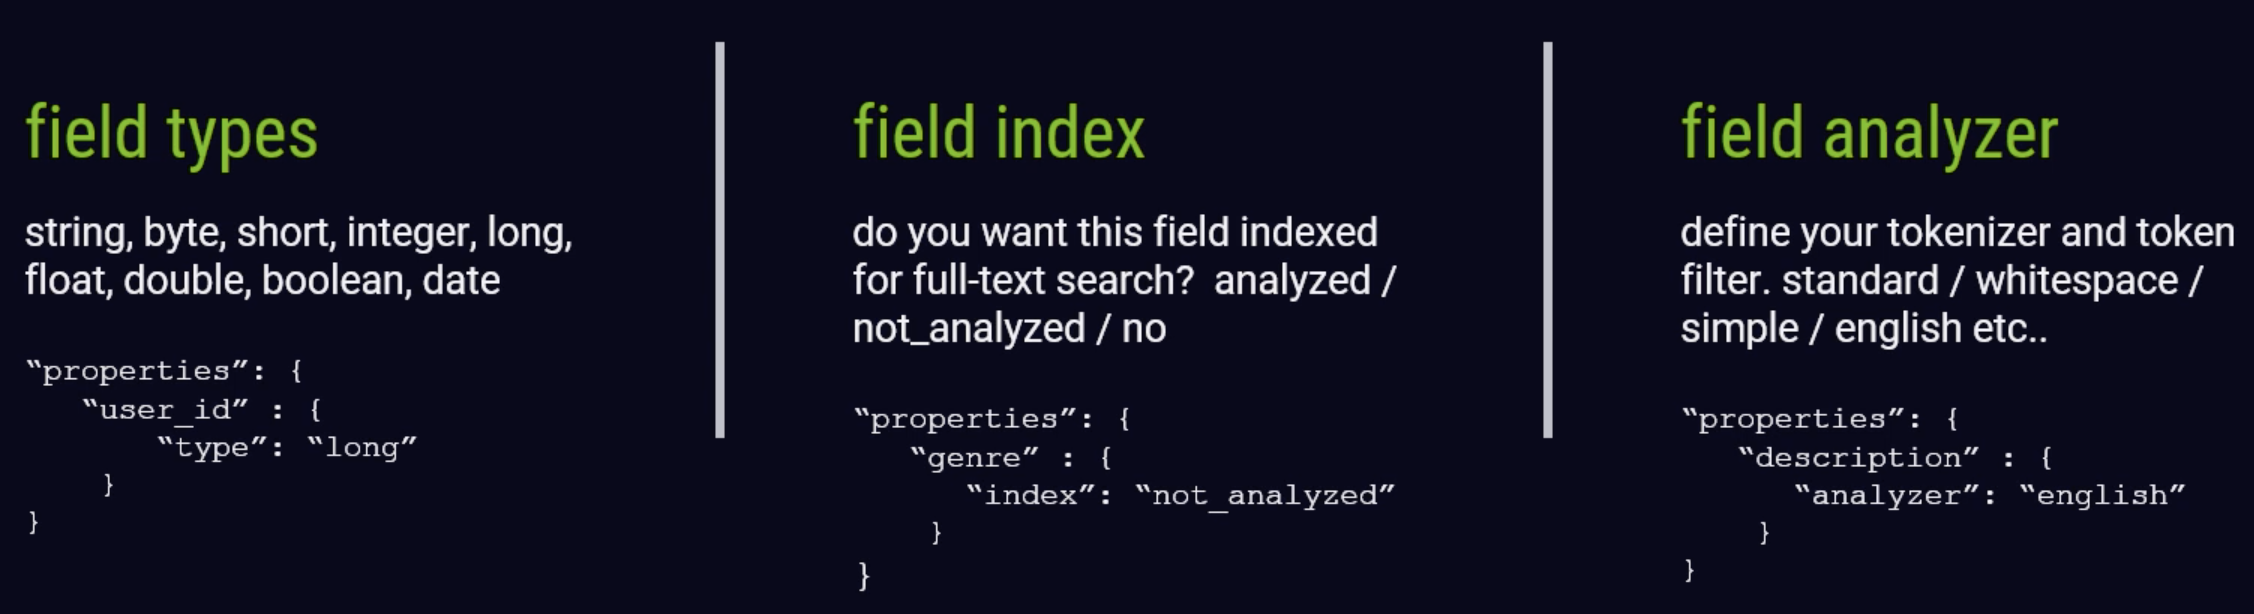 field types
string, byte, short, integer, long,
float, double, boolean, date
“properties”: {
“user_id” : {
“type”: “long”
}
}
field index
do you want this field indexed
for full-text search?  analyzed /
not_analyzed / no
“properties”: {
“genre” : {
“index”: “not_analyzed”
}
}
field analyzer
define your tokenizer and token
filter. standard / whitespace /
simple / english etc..
“properties”: {
“description” : {
“analyzer”: “english”
}
}